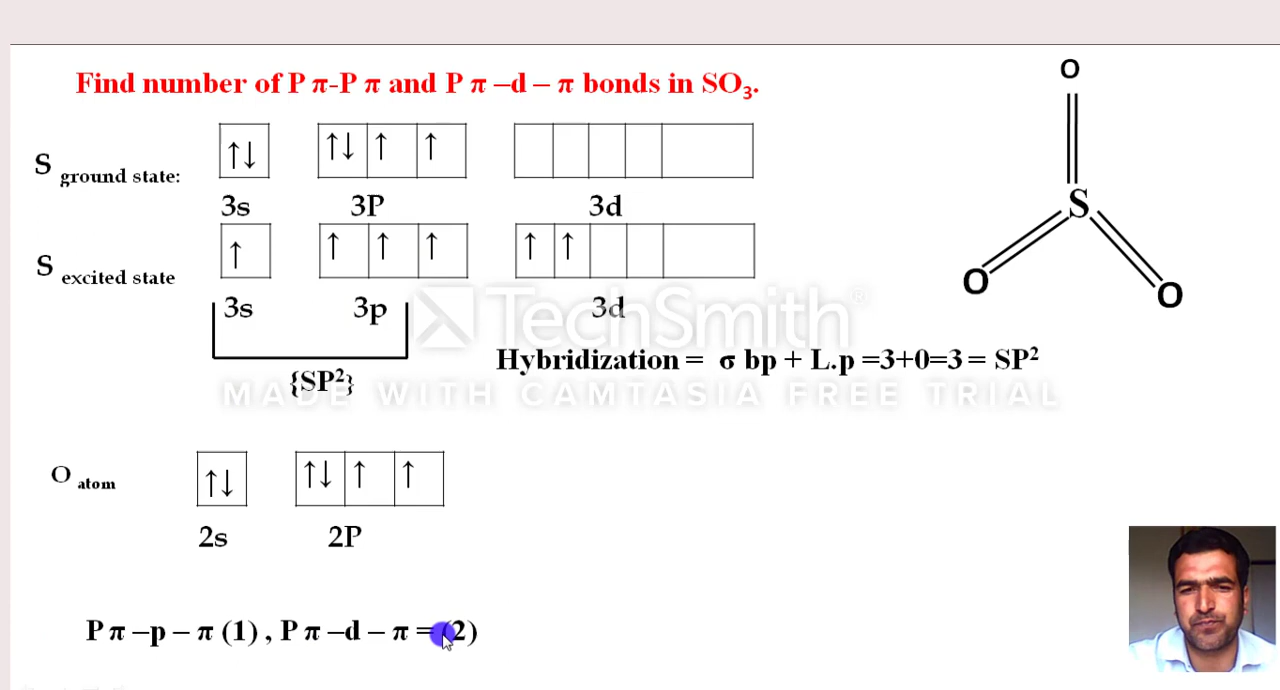 Find number of P π-P π and P π –d – π bonds in SO₃.
O
S
O
O
S ground state:
↑↓ ↑↓ ↑ ↑
3s 3P 3d
S excited state
↑ ↑ ↑ ↑ ↑ ↑
3s 3p 3d
{SP²}
Hybridization = σ bp + L.p =3+0=3 = SP²
TechSmith®
MADE WITH CAMTASIA FREE TRIAL
O atom
↑↓ ↑↓ ↑ ↑
2s 2P
P π –p – π (1) , P π –d – π = (2)